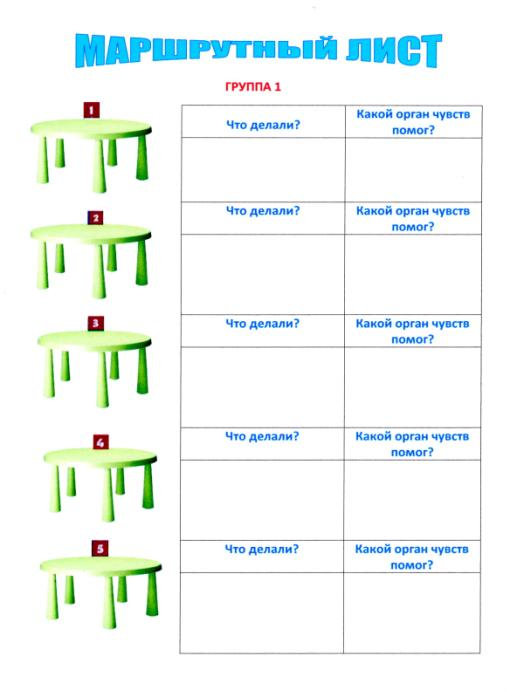 МАРШРУТНЫЙ ЛИСТ
ГРУППА 1
1
Что делали?
Какой орган чувств
помог?
2
Что делали?
Какой орган чувств
помог?
3
Что делали?
Какой орган чувств
помог?
4
Что делали?
Какой орган чувств
помог?
5
Что делали?
Какой орган чувств
помог?